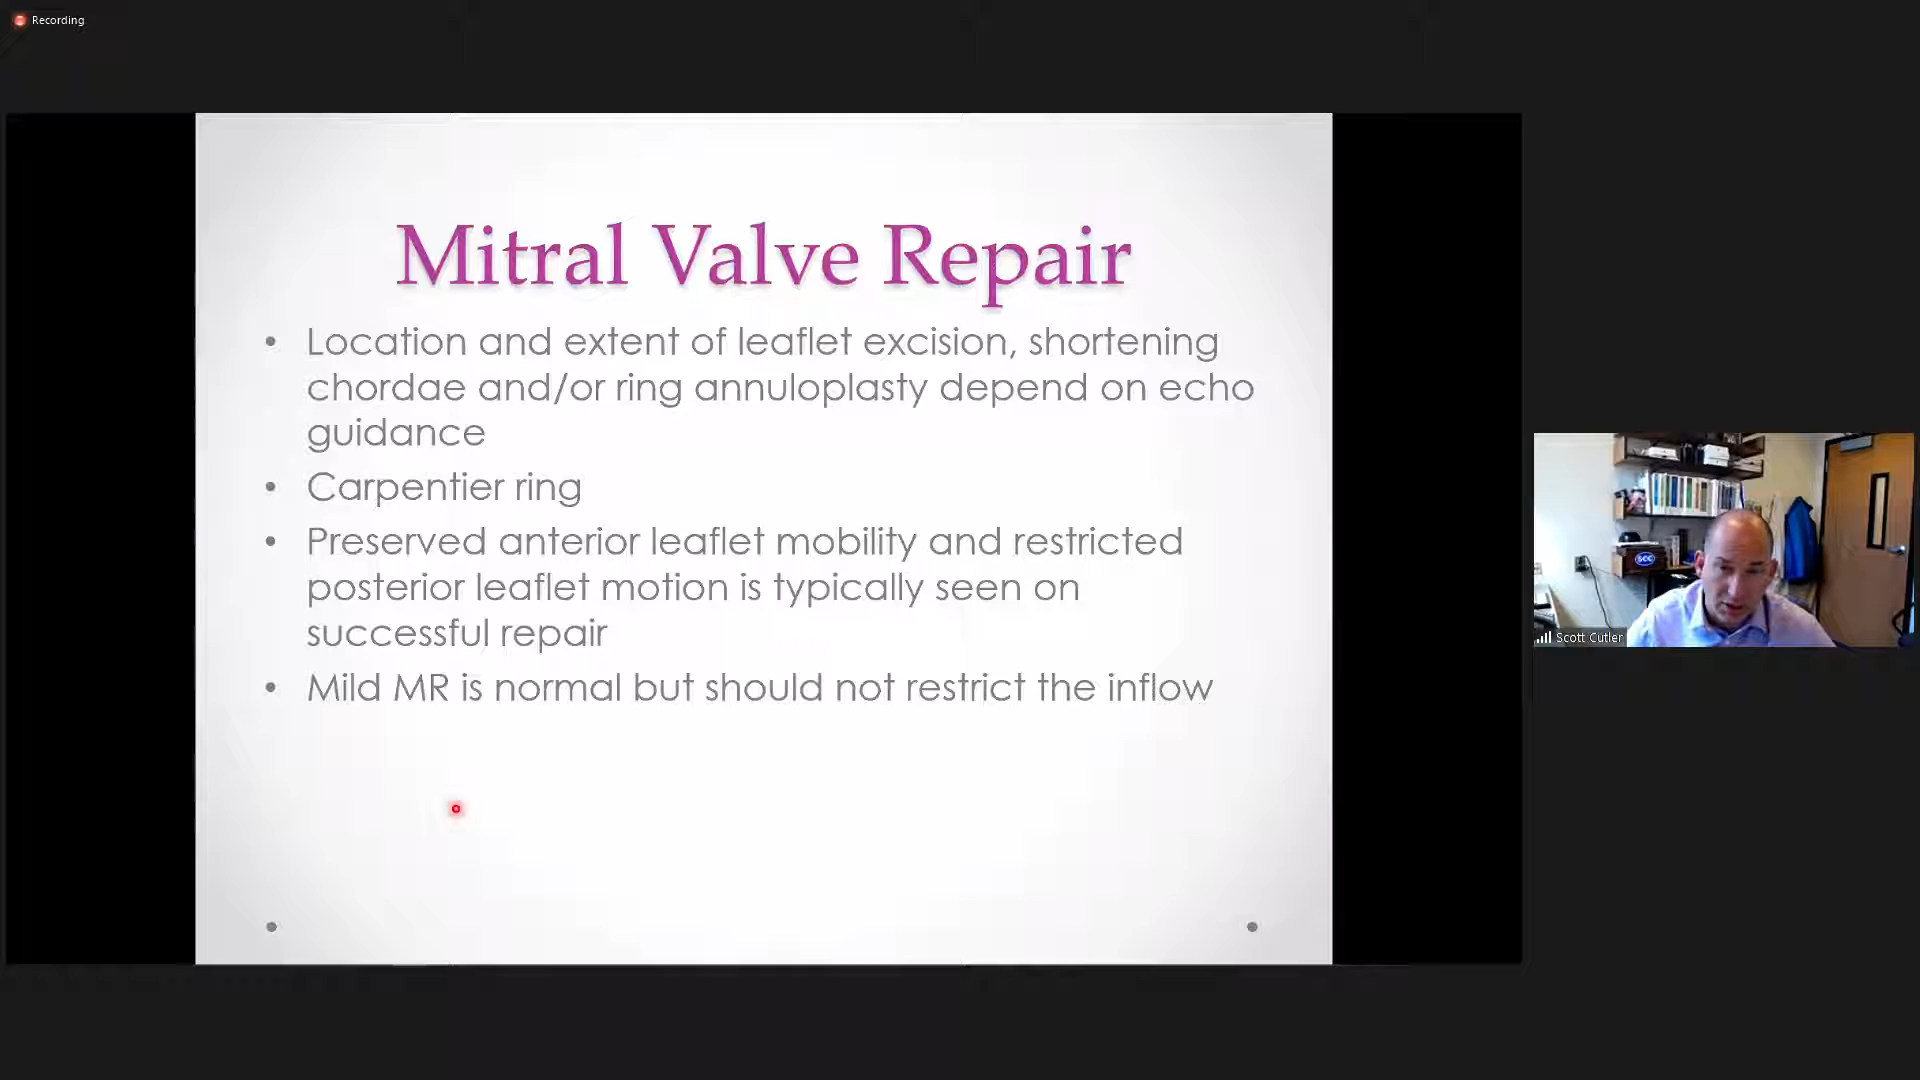 Recording
Mitral Valve Repair
• Location and extent of leaflet excision, shortening
chordae and/or ring annuloplasty depend on echo
guidance
• Carpentier ring
• Preserved anterior leaflet mobility and restricted
posterior leaflet motion is typically seen on
successful repair
• Mild MR is normal but should not restrict the inflow
SCC
Scott Cutler